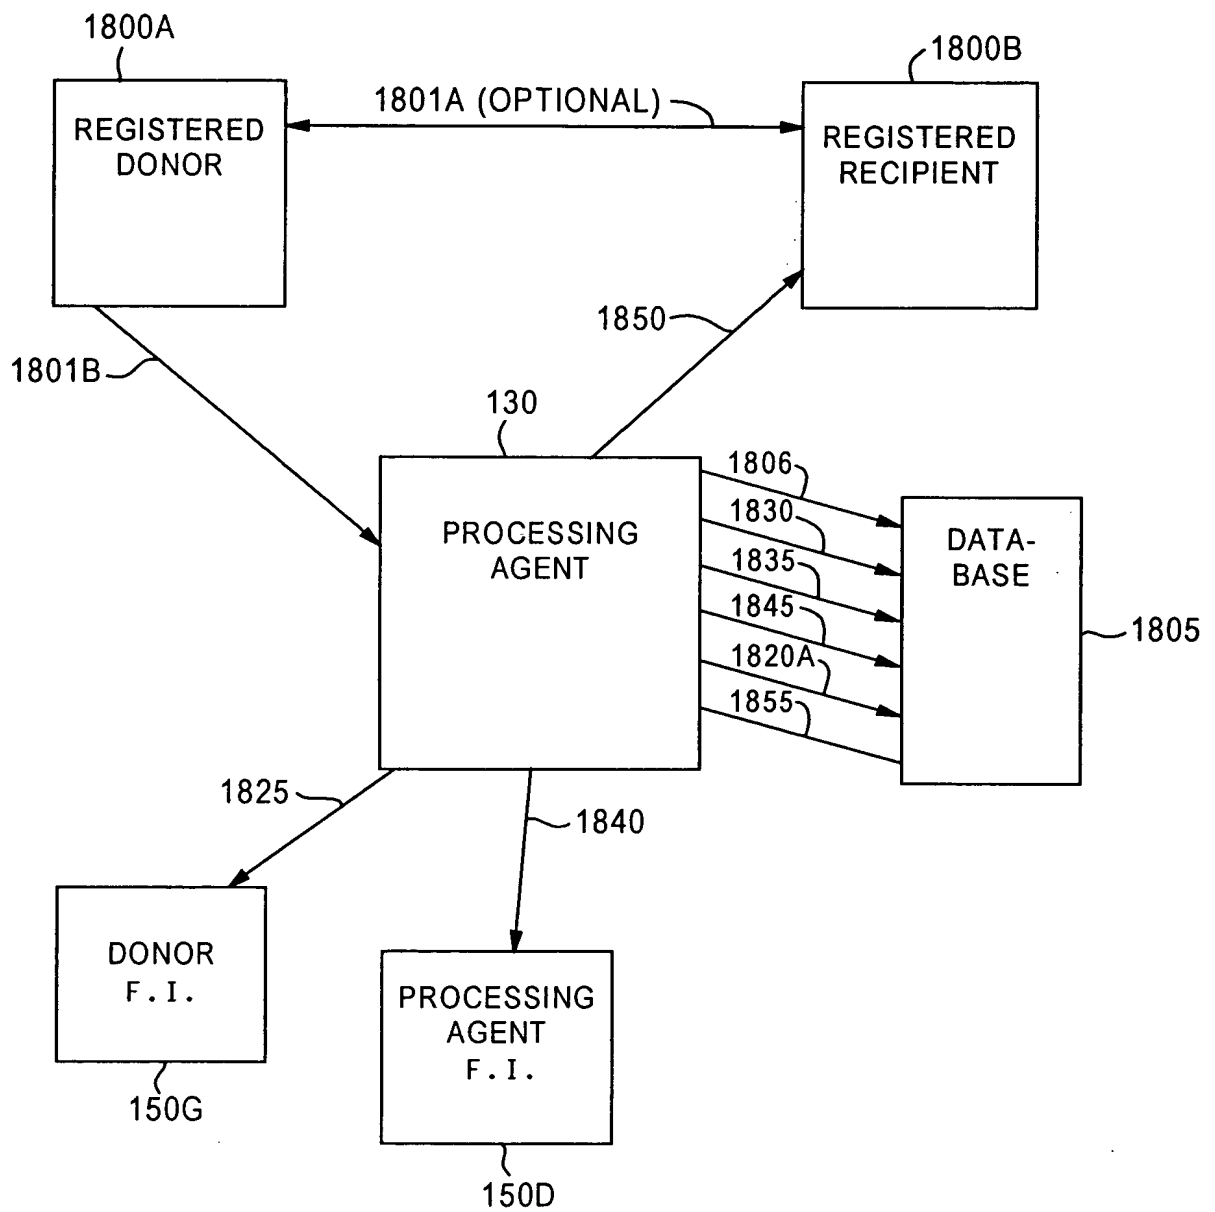 1800A
1800B
1801A (OPTIONAL)
REGISTERED
DONOR
REGISTERED
RECIPIENT
1850
1801B
130
1806
PROCESSING
AGENT
1830
DATA-
BASE
1835
1845
1805
1820A
1855
1825
1840
DONOR
F.I.
PROCESSING
AGENT
F.I.
150G
150D